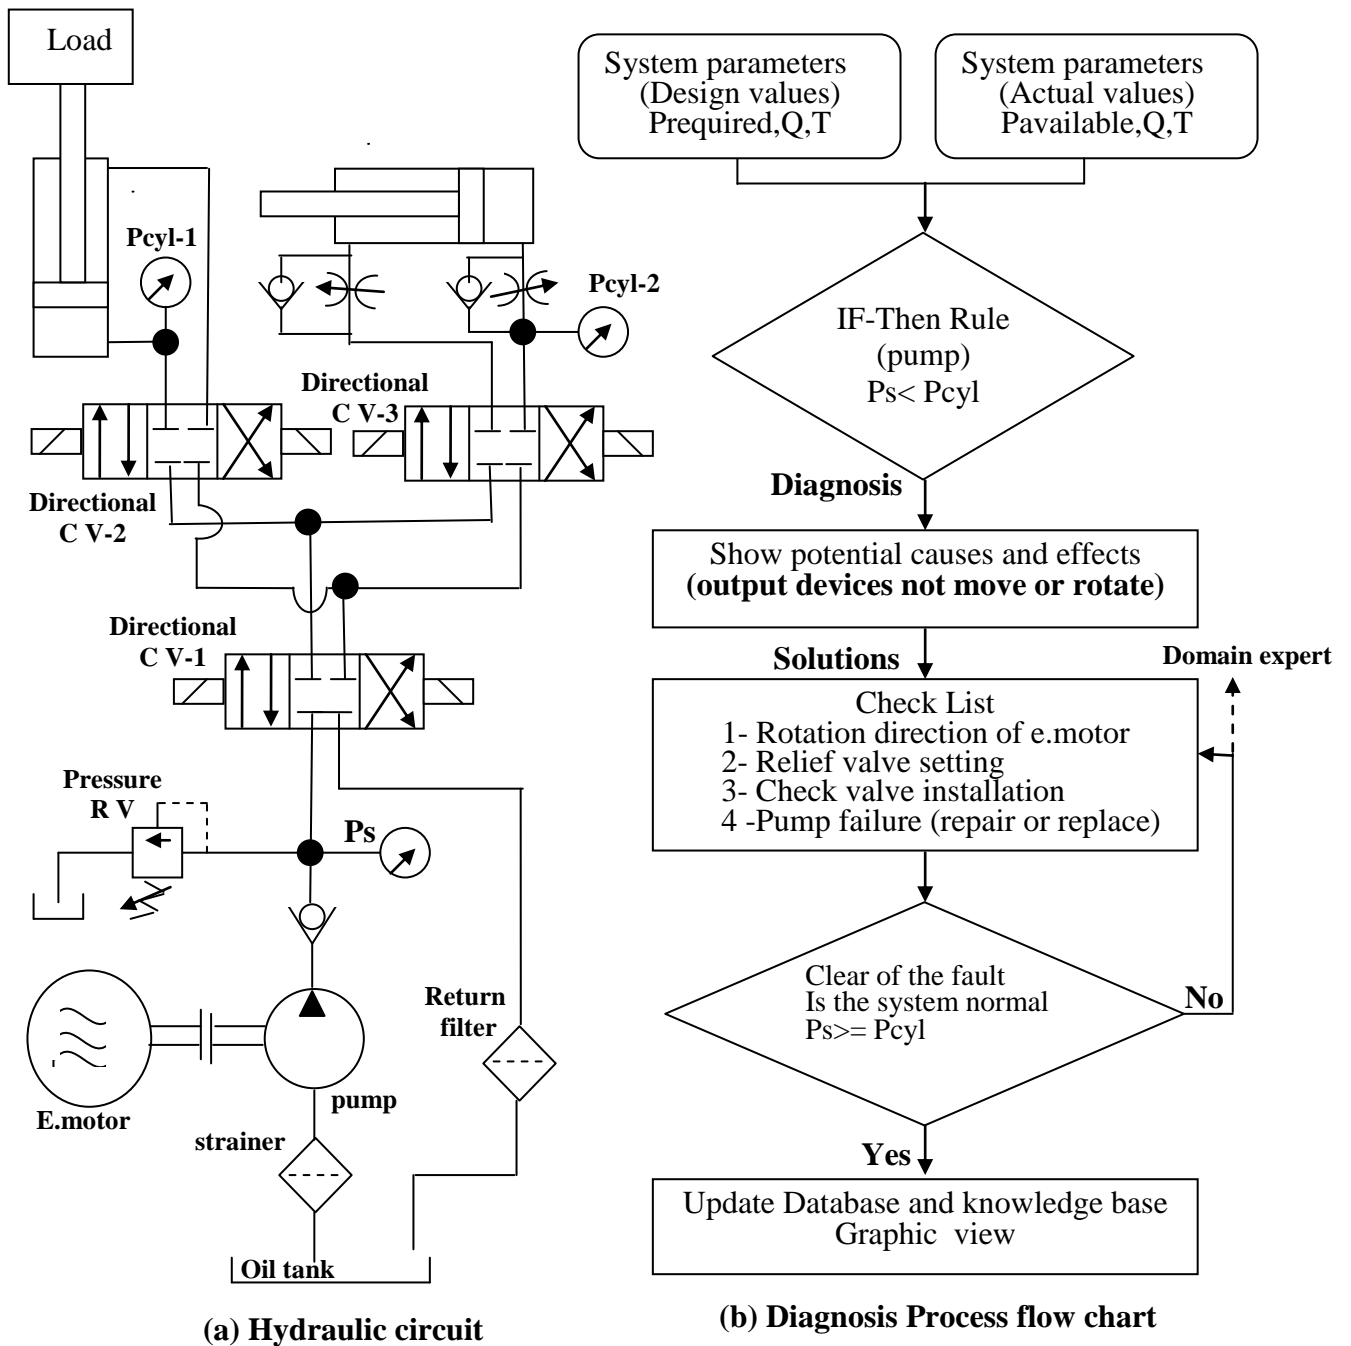 Load
Pcyl-1
Pcyl-2
Directional
C V-3
Directional
C V-2
Directional
C V-1
Pressure
R V
Ps
Return
filter
pump
E.motor
strainer
Oil tank
(a) Hydraulic circuit
System parameters
(Design values)
Prequired,Q,T
System parameters
(Actual values)
Pavailable,Q,T
IF-Then Rule
(pump)
Ps< Pcyl
Diagnosis
Show potential causes and effects
(output devices not move or rotate)
Solutions
Domain expert
Check List
1- Rotation direction of e.motor
2- Relief valve setting
3- Check valve installation
4 -Pump failure (repair or replace)
Clear of the fault
Is the system normal
Ps>= Pcyl
No
Yes
Update Database and knowledge base
Graphic view
(b) Diagnosis Process flow chart